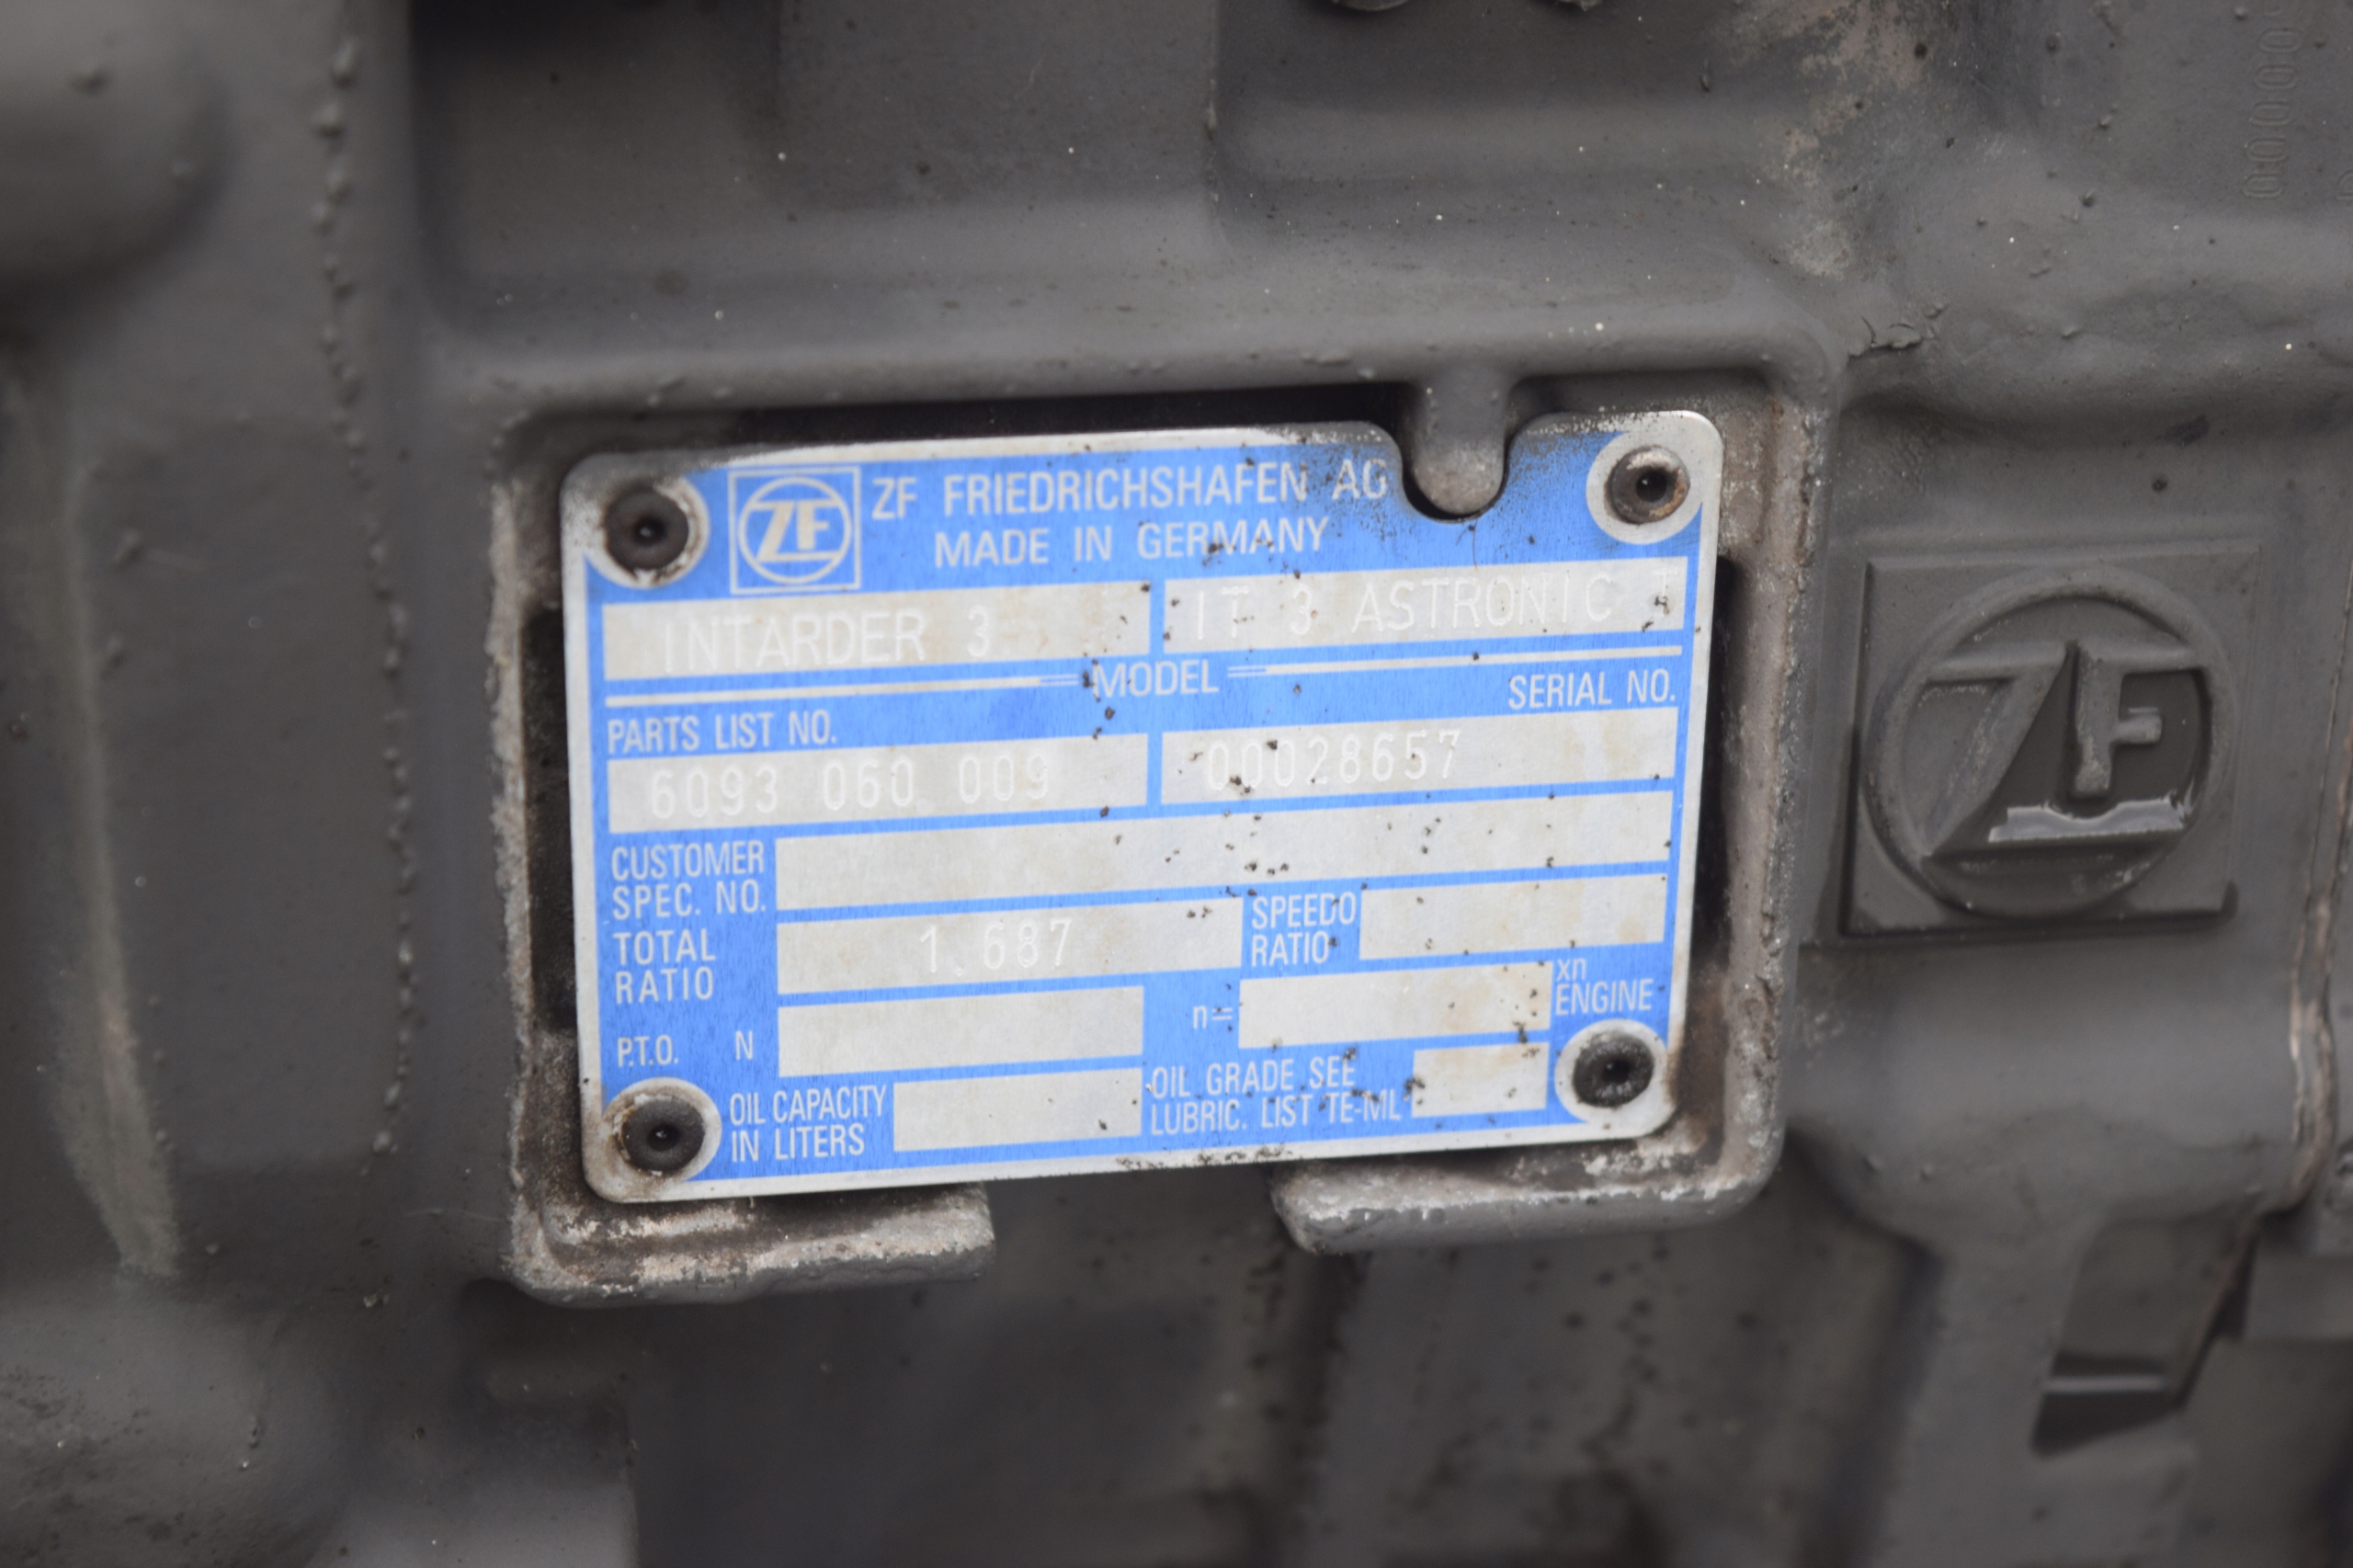 ZF
ZF FRIEDRICHSHAFEN AG
MADE IN GERMANY
INTARDER 3
IT 3 ASTRONIC T
MODEL
PARTS LIST NO.
SERIAL NO.
6093 060 009
00028657
CUSTOMER
SPEC. NO.
TOTAL
RATIO
1.687
SPEEDO
RATIO
P.T.O. N
n=
xn
ENGINE
OIL CAPACITY
IN LITERS
OIL GRADE SEE
LUBRIC. LIST TE-ML
ZF